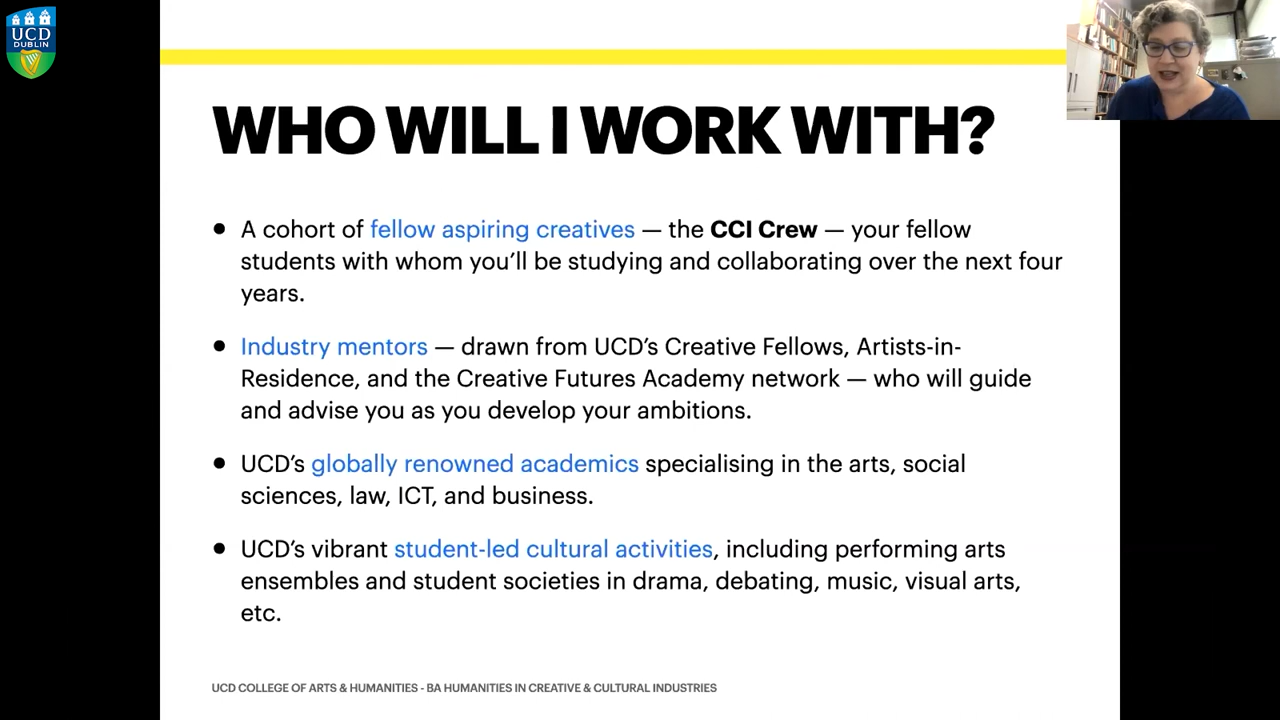 UCD
DUBLIN
WHO WILL I WORK WITH?
● A cohort of fellow aspiring creatives — the CCI Crew — your fellow
students with whom you’ll be studying and collaborating over the next four
years.
● Industry mentors — drawn from UCD’s Creative Fellows, Artists-in-
Residence, and the Creative Futures Academy network — who will guide
and advise you as you develop your ambitions.
● UCD’s globally renowned academics specialising in the arts, social
sciences, law, ICT, and business.
● UCD’s vibrant student-led cultural activities, including performing arts
ensembles and student societies in drama, debating, music, visual arts,
etc.
UCD COLLEGE OF ARTS & HUMANITIES - BA HUMANITIES IN CREATIVE & CULTURAL INDUSTRIES